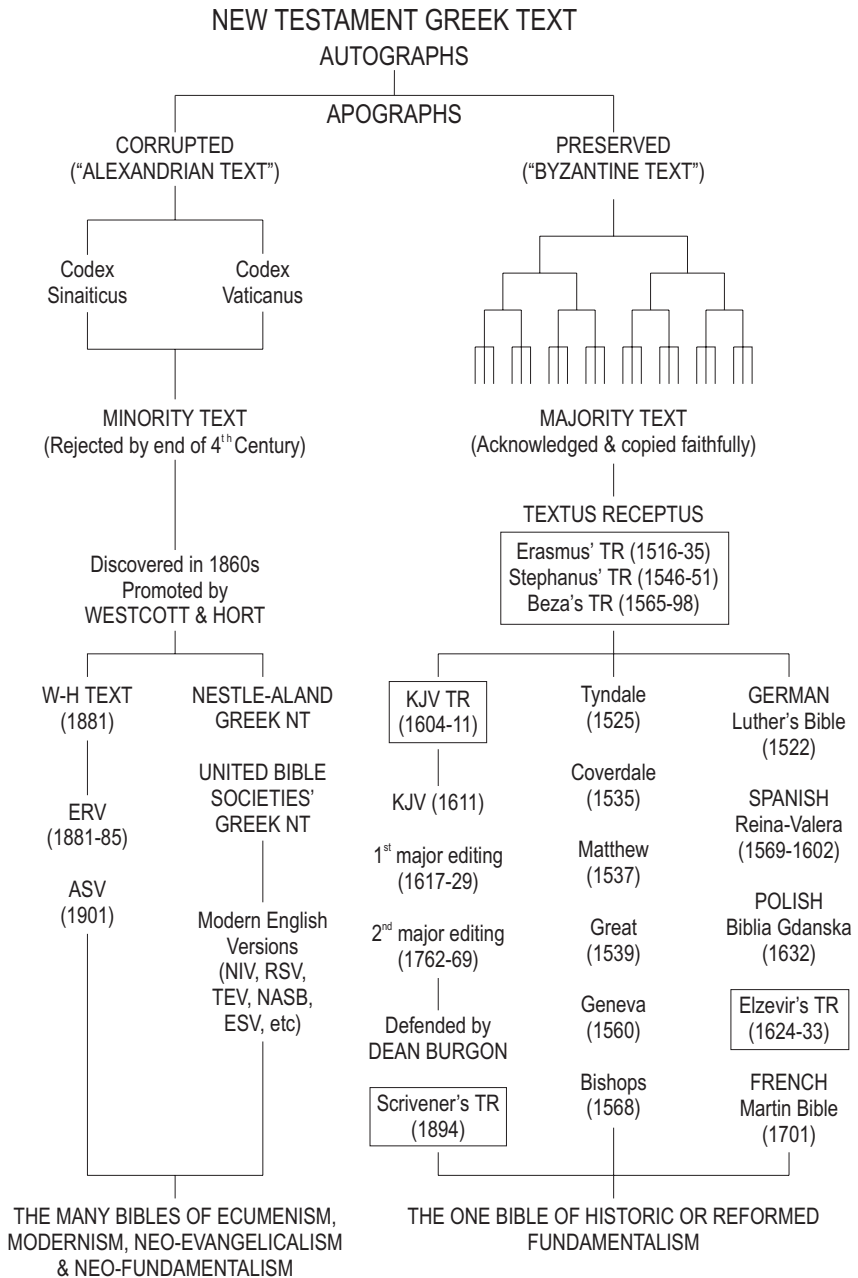 NEW TESTAMENT GREEK TEXT
AUTOGRAPHS
APOGRAPHS
CORRUPTED
(“ALEXANDRIAN TEXT”)
Codex
Sinaiticus
Codex
Vaticanus
MINORITY TEXT
(Rejected by end of 4th Century)
Discovered in 1860s
Promoted by
WESTCOTT & HORT
W-H TEXT
(1881)
ERV
(1881-85)
ASV
(1901)
NESTLE-ALAND
GREEK NT
UNITED BIBLE
SOCIETIES’
GREEK NT
Modern English
Versions
(NIV, RSV,
TEV, NASB,
ESV, etc)
THE MANY BIBLES OF ECUMENISM,
MODERNISM, NEO-EVANGELICALISM
& NEO-FUNDAMENTALISM
PRESERVED
(“BYZANTINE TEXT”)
MAJORITY TEXT
(Acknowledged & copied faithfully)
TEXTUS RECEPTUS
Erasmus’ TR (1516-35)
Stephanus’ TR (1546-51)
Beza’s TR (1565-98)
KJV TR
(1604-11)
KJV (1611)
1st major editing
(1617-29)
2nd major editing
(1762-69)
Defended by
DEAN BURGON
Scrivener’s TR
(1894)
Tyndale
(1525)
Coverdale
(1535)
Matthew
(1537)
Great
(1539)
Geneva
(1560)
Bishops
(1568)
GERMAN
Luther’s Bible
(1522)
SPANISH
Reina-Valera
(1569-1602)
POLISH
Biblia Gdanska
(1632)
Elzevir’s TR
(1624-33)
FRENCH
Martin Bible
(1701)
THE ONE BIBLE OF HISTORIC OR REFORMED
FUNDAMENTALISM